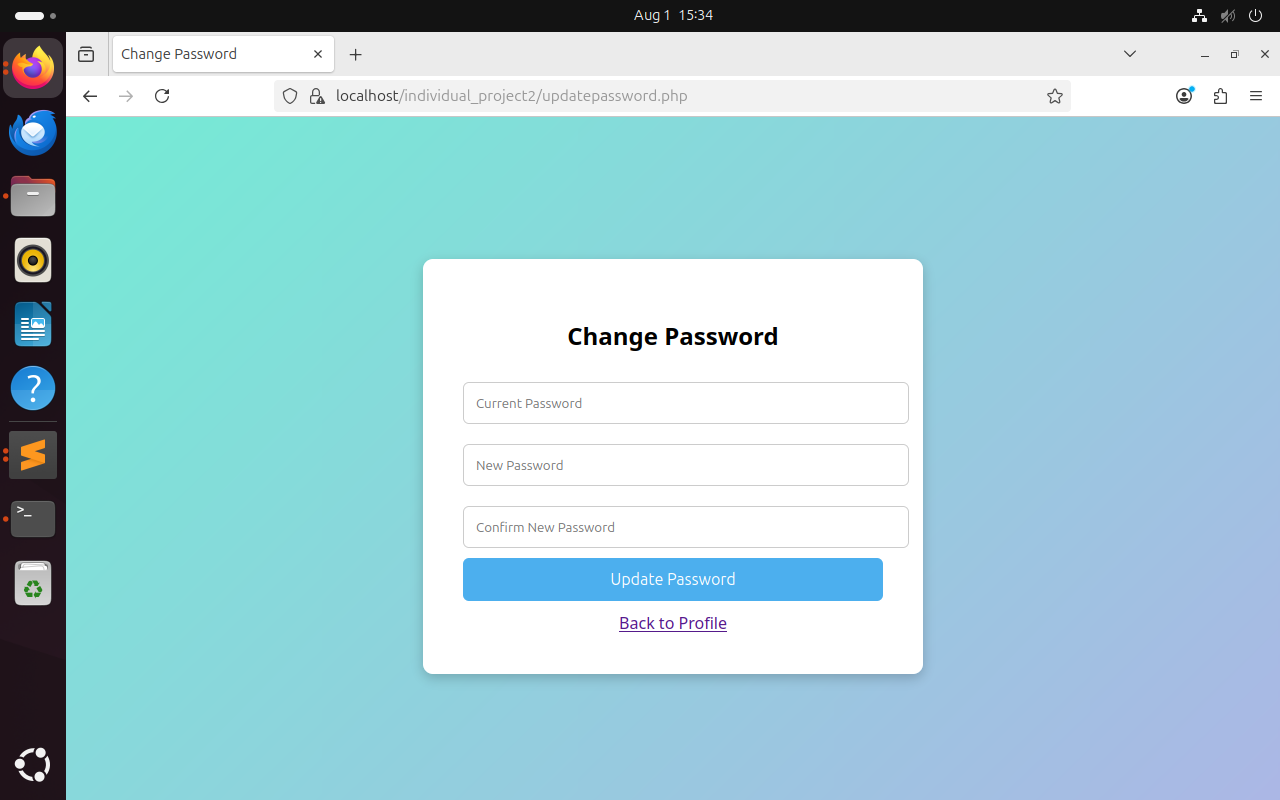 Aug 1 15:34
Change Password
localhost/individual_project2/updatepassword.php
Change Password
Current Password
New Password
Confirm New Password
Update Password
Back to Profile